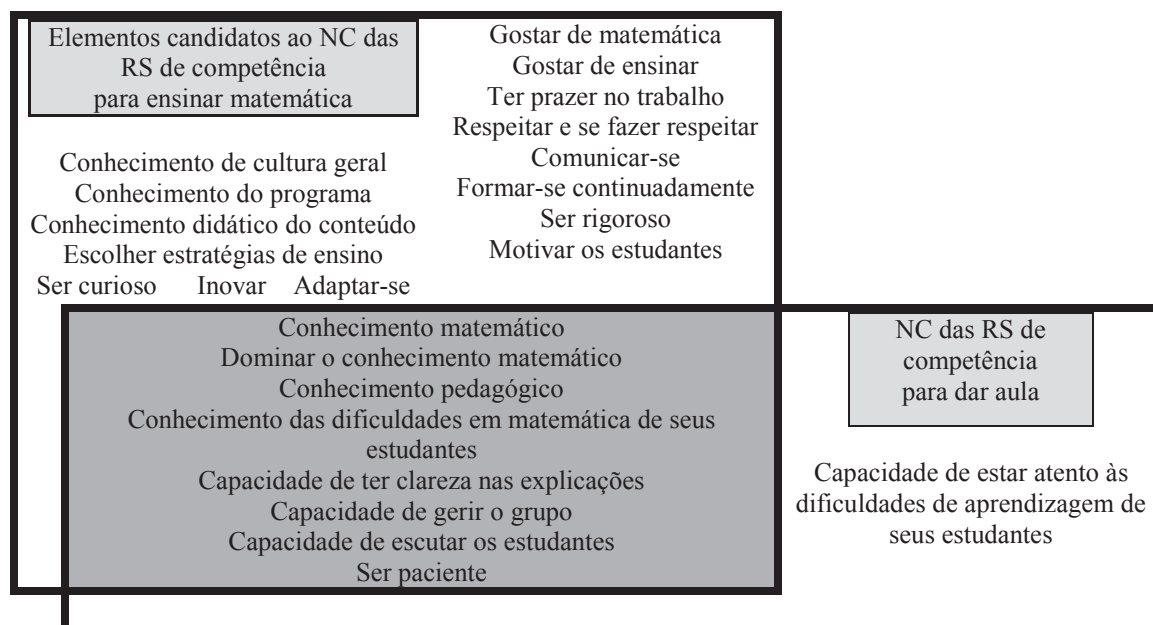 Elementos candidatos ao NC das
RS de competência
para ensinar matemática
Conhecimento de cultura geral
Conhecimento do programa
Conhecimento didático do conteúdo
Escolher estratégias de ensino
Ser curioso Inovar Adaptar-se
Gostar de matemática
Gostar de ensinar
Ter prazer no trabalho
Respeitar e se fazer respeitar
Comunicar-se
Formar-se continuadamente
Ser rigoroso
Motivar os estudantes
Conhecimento matemático
Dominar o conhecimento matemático
Conhecimento pedagógico
Conhecimento das dificuldades em matemática de seus
estudantes
Capacidade de ter clareza nas explicações
Capacidade de gerir o grupo
Capacidade de escutar os estudantes
Ser paciente
NC das RS de
competência
para dar aula
Capacidade de estar atento às
dificuldades de aprendizagem de
seus estudantes